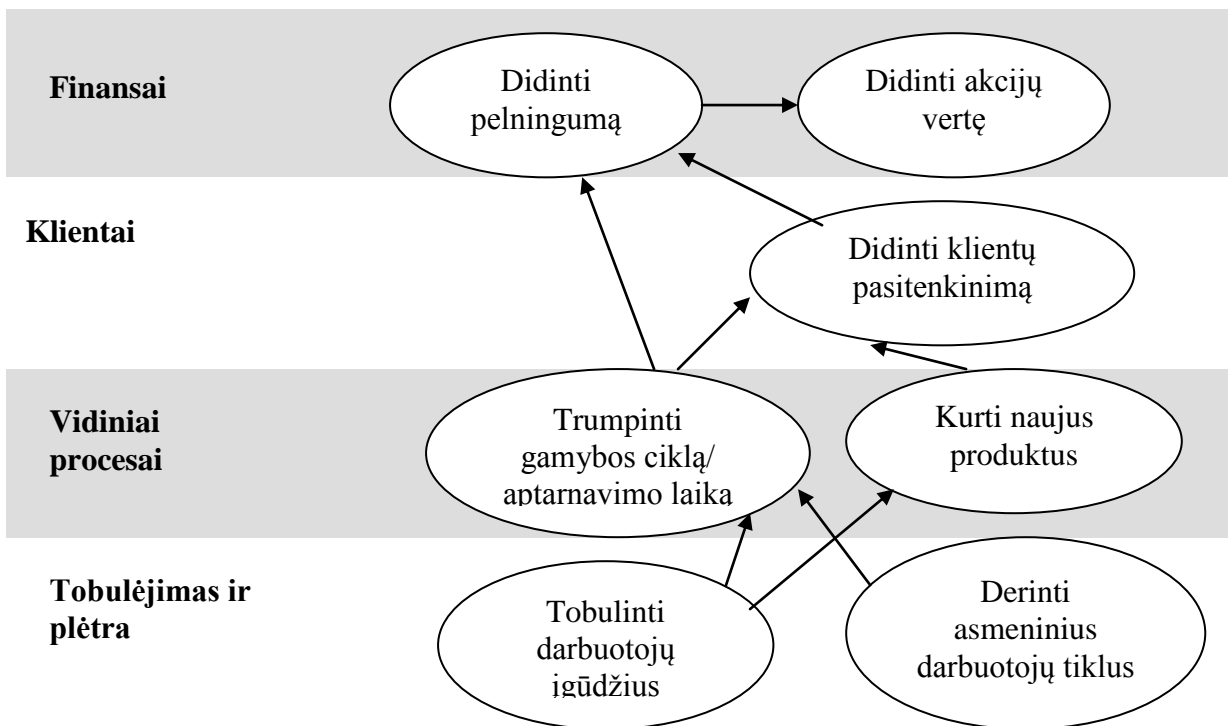 Finansai
Didinti
pelningumą
Didinti akcijų
vertę
Klientai
Didinti klientų
pasitenkinimą
Vidiniai
procesai
Trumpinti
gamybos ciklą/
aptarnavimo laiką
Kurti naujus
produktus
Tobulėjimas ir
plėtra
Tobulinti
darbuotojų
įgūdžius
Derinti
asmeninius
darbuotojų tikslus